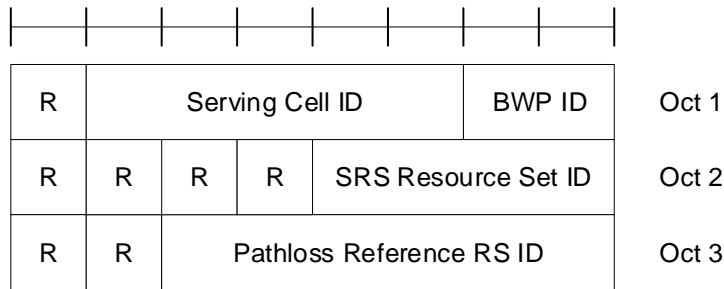 R Serving Cell ID BWP ID Oct 1
R R R R SRS Resource Set ID Oct 2
R R Pathloss Reference RS ID Oct 3